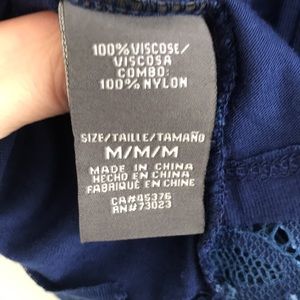 100% VISCOSE/
VISCOSA
COMBO:
100% NYLON
SIZE/TAILLE/TAMAÑO
M/M/M
MADE IN CHINA
HECHO EN CHINA
FABRIQUÉ EN CHINE
CA#45376
RN#73023